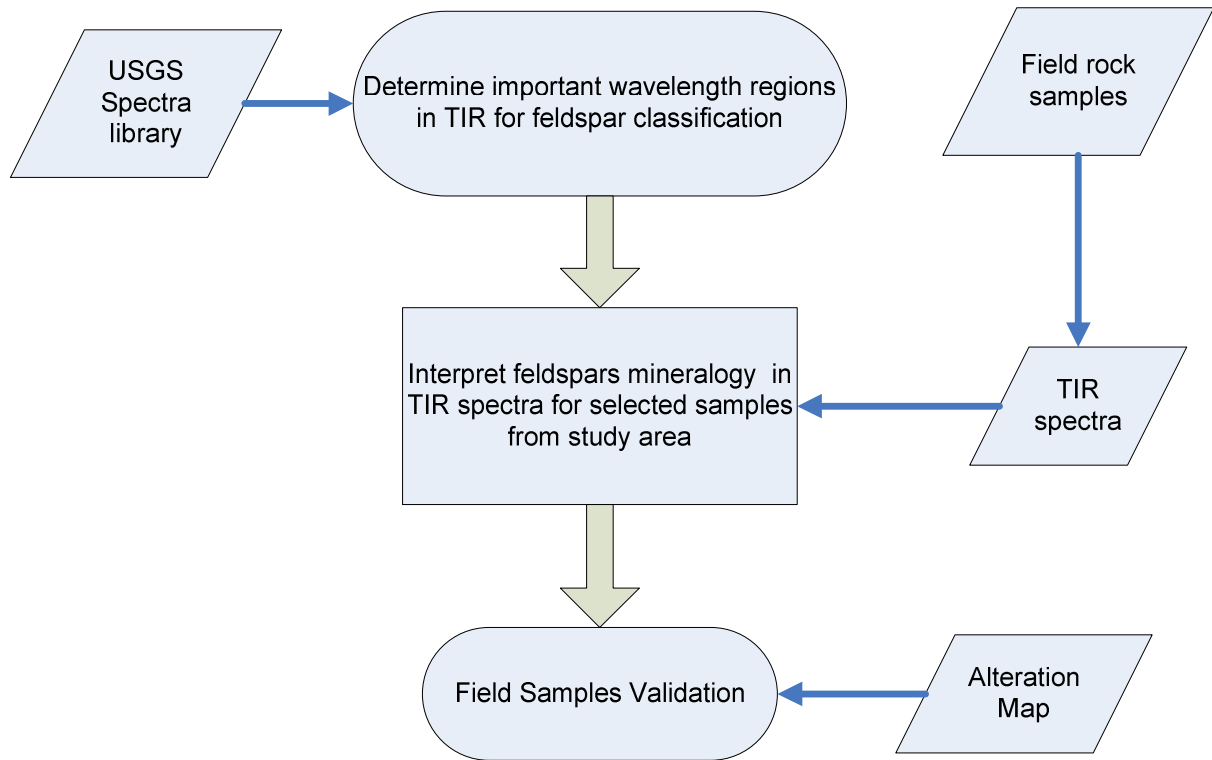 USGS
Spectra
library
Determine important wavelength regions
in TIR for feldspar classification
Field rock
samples
Interpret feldspars mineralogy in
TIR spectra for selected samples
from study area
TIR
spectra
Field Samples Validation
Alteration
Map